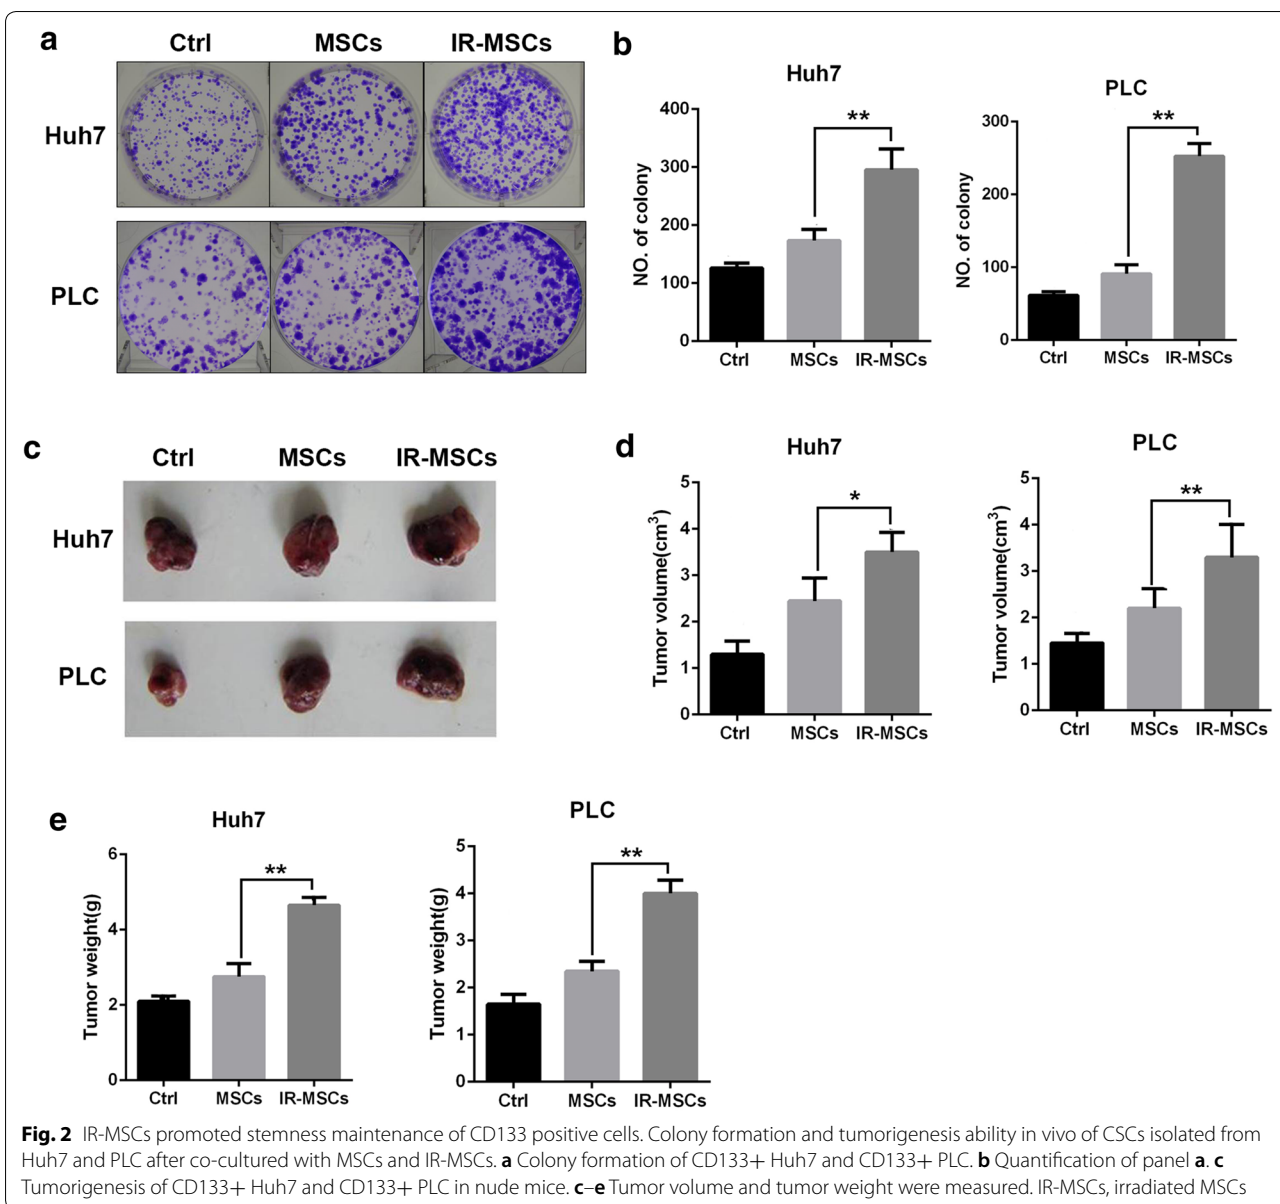 a
Ctrl MSCs IR-MSCs
Huh7
PLC
b
Huh7
NO. of colony
400
300
200
100
0
**
Ctrl MSCs IR-MSCs
PLC
NO. of colony
300
200
100
0
**
Ctrl MSCs IR-MSCs
c
Ctrl MSCs IR-MSCs
Huh7
PLC
d
Huh7
Tumor volume(cm³)
5
4
3
2
1
0
*
Ctrl MSCs IR-MSCs
PLC
Tumor volume(cm³)
5
4
3
2
1
0
**
Ctrl MSCs IR-MSCs
e
Huh7
Tumor weight(g)
6
4
2
0
**
Ctrl MSCs IR-MSCs
PLC
Tumor weight(g)
5
4
3
2
1
0
**
Ctrl MSCs IR-MSCs
Fig. 2 IR-MSCs promoted stemness maintenance of CD133 positive cells. Colony formation and tumorigenesis ability in vivo of CSCs isolated from
Huh7 and PLC after co-cultured with MSCs and IR-MSCs. a Colony formation of CD133+ Huh7 and CD133+ PLC. b Quantification of panel a. c
Tumorigenesis of CD133+ Huh7 and CD133+ PLC in nude mice. c–e Tumor volume and tumor weight were measured. IR-MSCs, irradiated MSCs